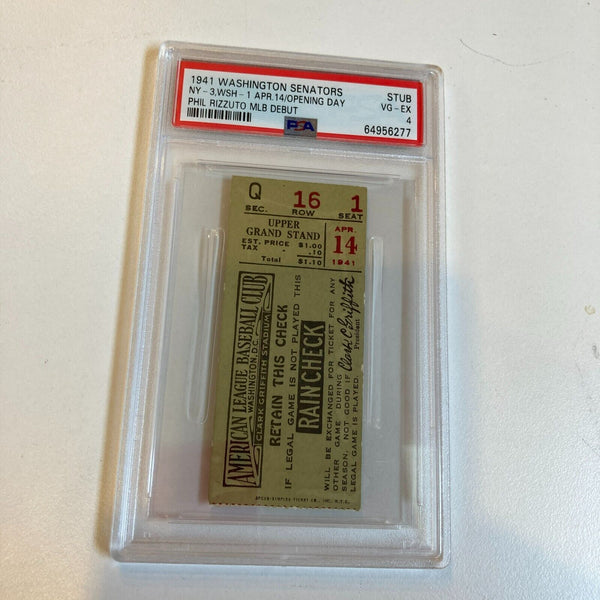 1941 WASHINGTON SENATORS STUB
NY-3,WSH-1 APR.14/OPENING DAY VG-EX
PHIL RIZZUTO MLB DEBUT 4
PSA 64956277
Q 16 1
SEC. ROW SEAT
UPPER
GRAND STAND
EST. PRICE $1.00
TAX .10
Total $1.10
APR.
14
1941
AMERICAN LEAGUE BASEBALL CLUB
WASHINGTON, D.C.
CLARK GRIFFITH STADIUM
RETAIN THIS CHECK
IF LEGAL GAME IS NOT PLAYED THIS
RAIN CHECK
WILL BE EXCHANGED FOR TICKET FOR ANY
OTHER GAME DURING
SEASON. NOT GOOD IF
LEGAL GAME IS PLAYED.
Clark C Griffith
President